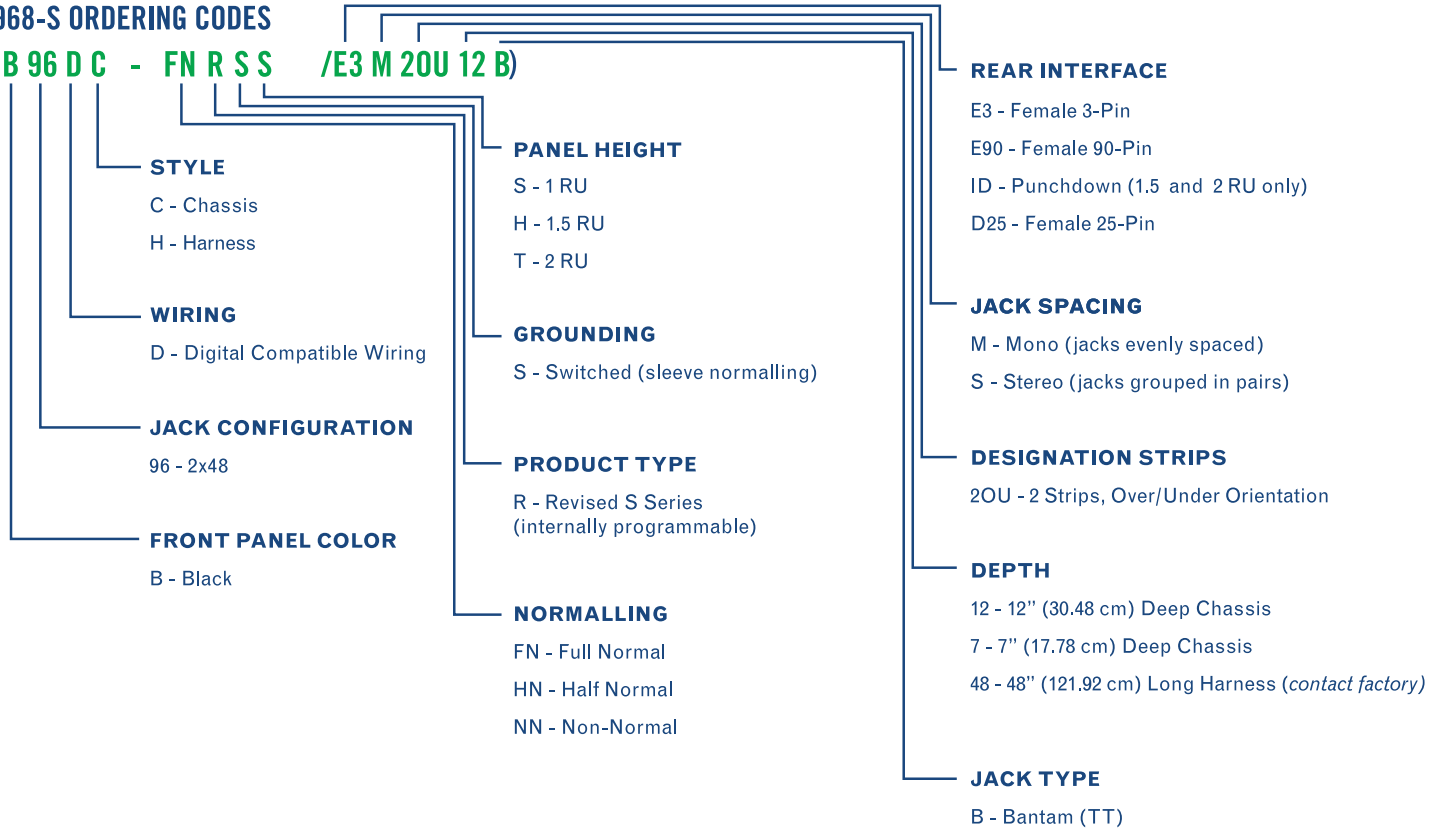 968-S ORDERING CODES
B 96 D C - FN R S S /E3 M 2OU 12 B)
STYLE
C - Chassis
H - Harness
WIRING
D - Digital Compatible Wiring
JACK CONFIGURATION
96 - 2x48
FRONT PANEL COLOR
B - Black
PANEL HEIGHT
S - 1 RU
H - 1.5 RU
T - 2 RU
GROUNDING
S - Switched (sleeve normalling)
PRODUCT TYPE
R - Revised S Series
(internally programmable)
NORMALLING
FN - Full Normal
HN - Half Normal
NN - Non-Normal
REAR INTERFACE
E3 - Female 3-Pin
E90 - Female 90-Pin
ID - Punchdown (1.5 and 2 RU only)
D25 - Female 25-Pin
JACK SPACING
M - Mono (jacks evenly spaced)
S - Stereo (jacks grouped in pairs)
DESIGNATION STRIPS
2OU - 2 Strips, Over/Under Orientation
DEPTH
12 - 12’’ (30.48 cm) Deep Chassis
7 - 7’’ (17.78 cm) Deep Chassis
48 - 48’’ (121.92 cm) Long Harness (contact factory)
JACK TYPE
B - Bantam (TT)